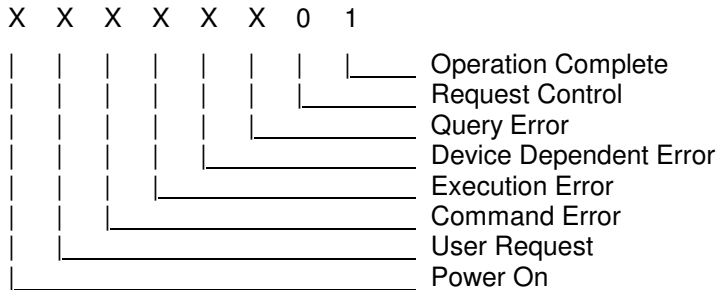 X X X X X X 0 1
Operation Complete
Request Control
Query Error
Device Dependent Error
Execution Error
Command Error
User Request
Power On